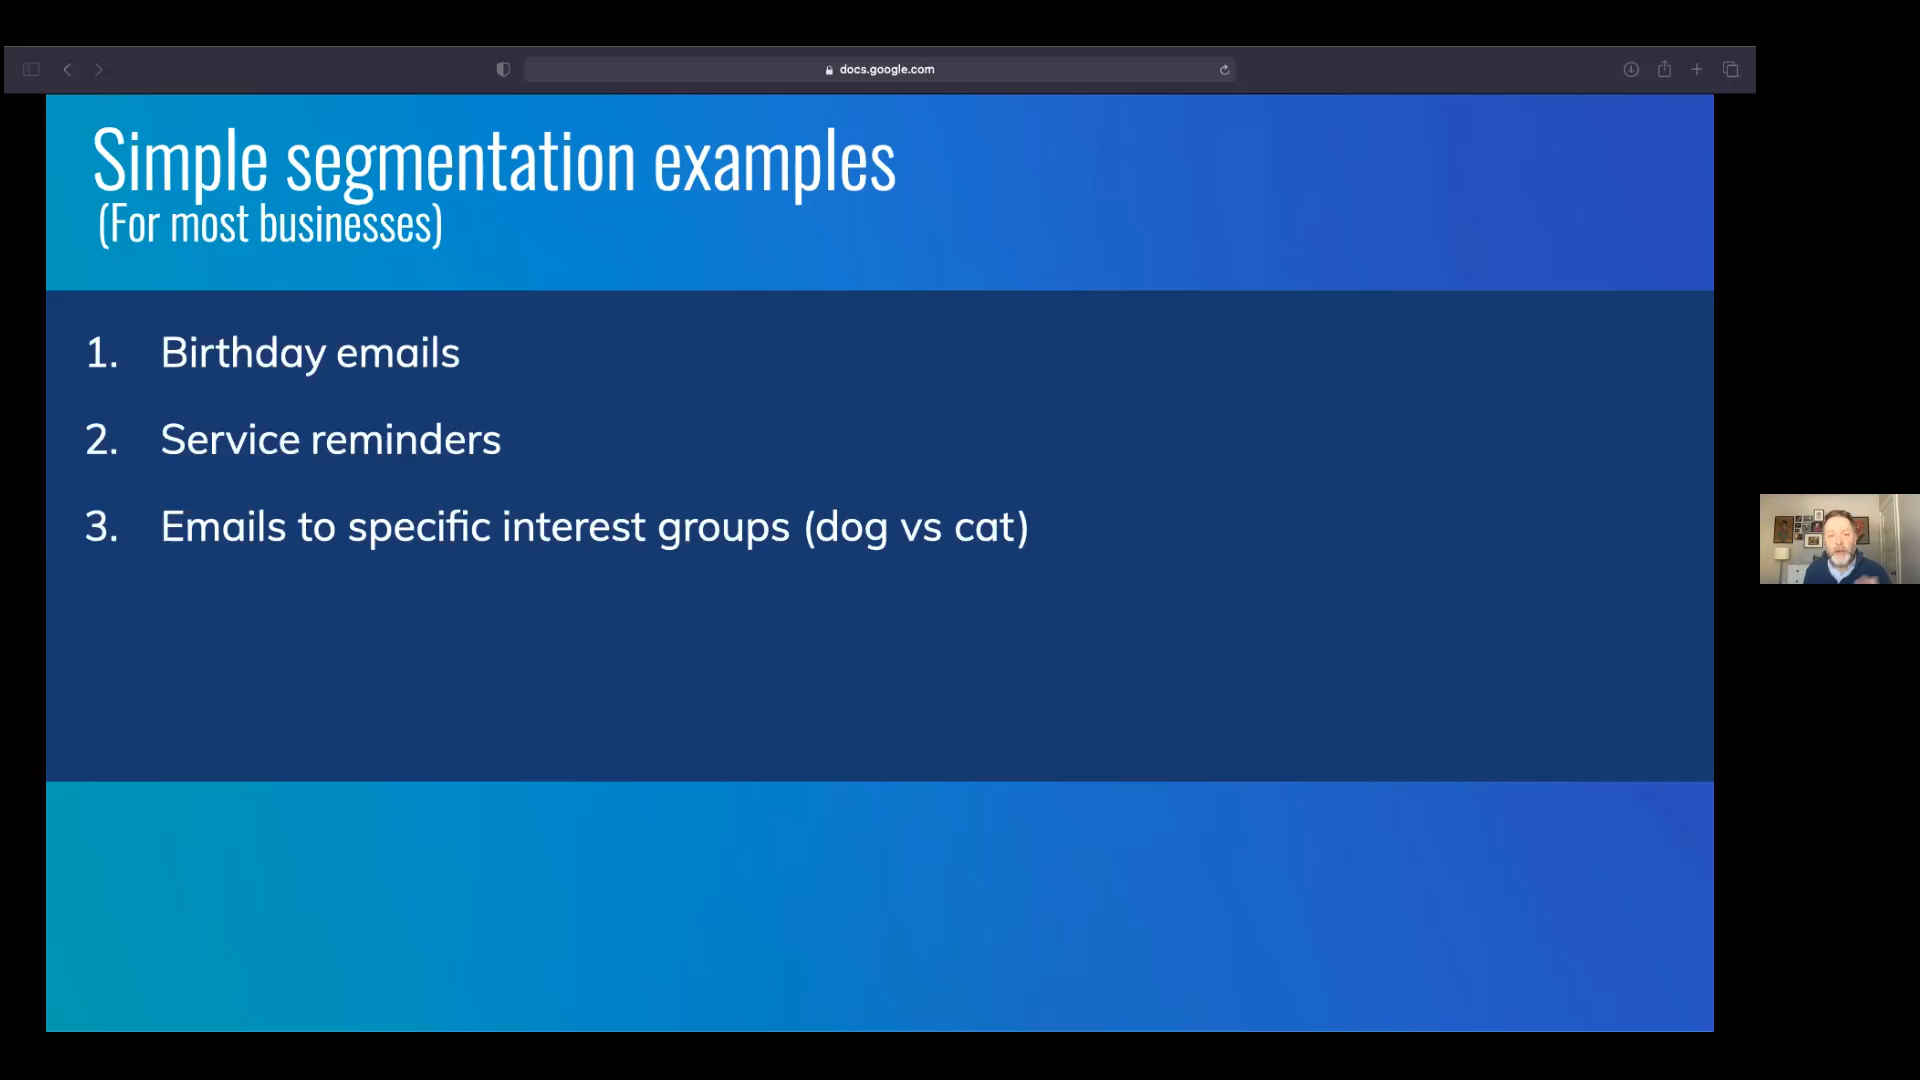 docs.google.com
Simple segmentation examples
(For most businesses)
1. Birthday emails
2. Service reminders
3. Emails to specific interest groups (dog vs cat)